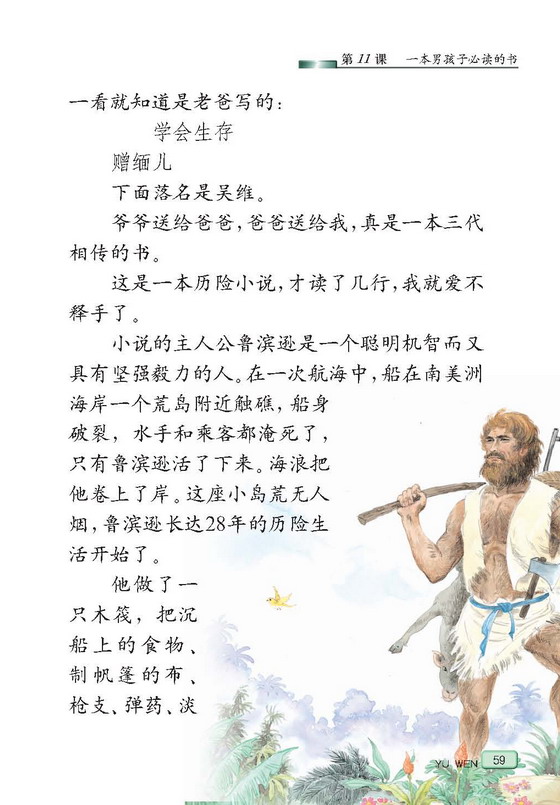 第11课 一本男孩子必读的书
一看就知道是老爸写的：
学会生存
赠缅儿
下面落名是吴维。
爷爷送给爸爸，爸爸送给我，真是一本三代
相传的书。
这是一本历险小说，才读了几行，我就爱不
释手了。
小说的主人公鲁滨逊是一个聪明机智而又
具有坚强毅力的人。在一次航海中，船在南美洲
海岸一个荒岛附近触礁，船身
破裂，水手和乘客都淹死了，
只有鲁滨逊活了下来。海浪把
他卷上了岸。这座小岛荒无人
烟，鲁滨逊长达28年的历险生
活开始了。
他做了一
只木筏，把沉
船上的食物、
制帆篷的布、
枪支、弹药、淡
YU WEN 59